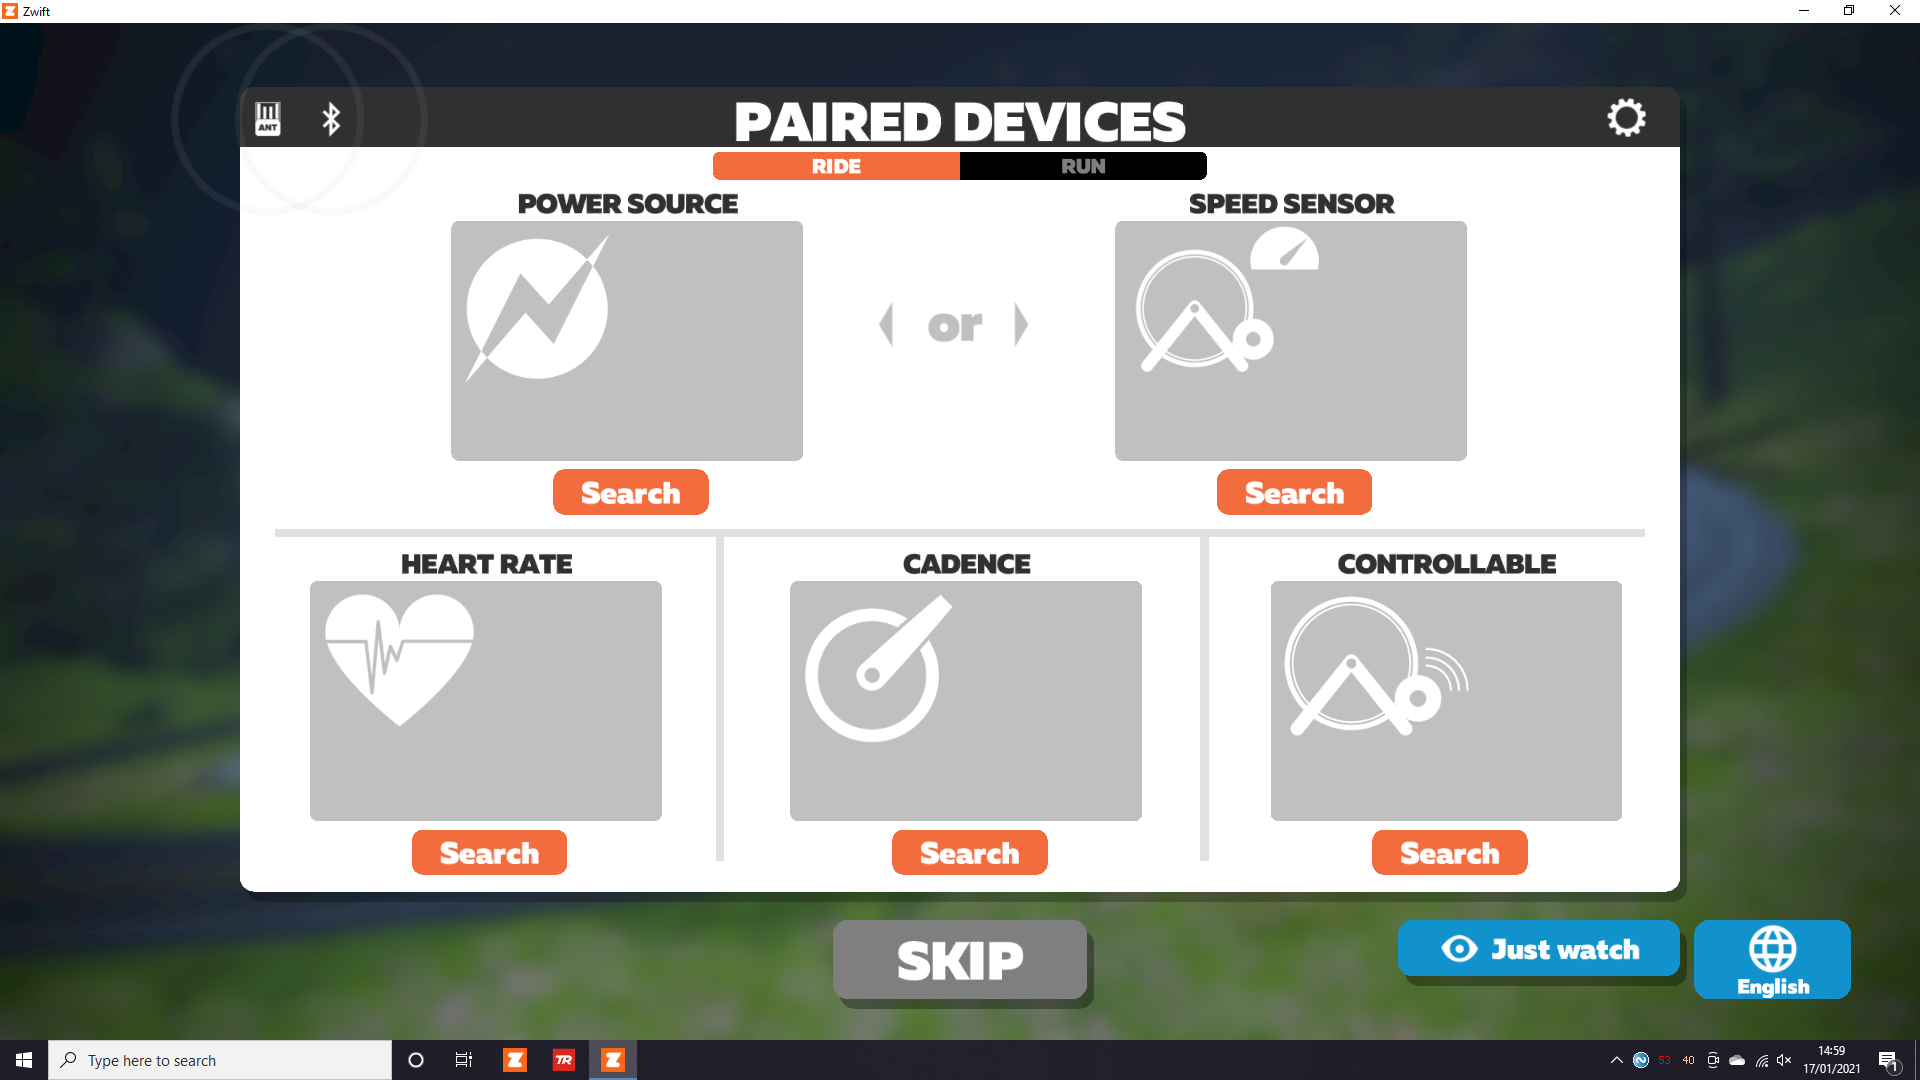 Zwift
ANT
PAIRED DEVICES
RIDE
RUN
POWER SOURCE
SPEED SENSOR
or
Search
Search
HEART RATE
CADENCE
CONTROLLABLE
Search
Search
Search
SKIP
Just watch
English
Type here to search
Z
TR
Z
53
40
14:59
17/01/2021
1